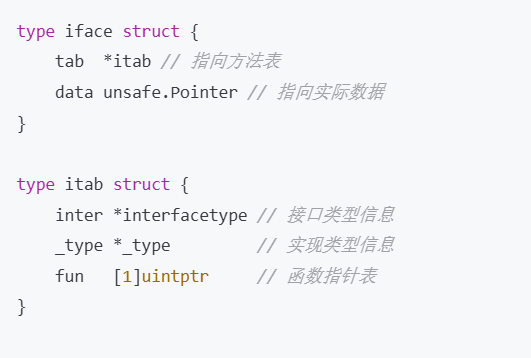 type iface struct {
    tab  *itab // 指向方法表
    data unsafe.Pointer // 指向实际数据
}

type itab struct {
    inter *interfacetype // 接口类型信息
    _type *_type         // 实现类型信息
    fun   [1]uintptr     // 函数指针表
}